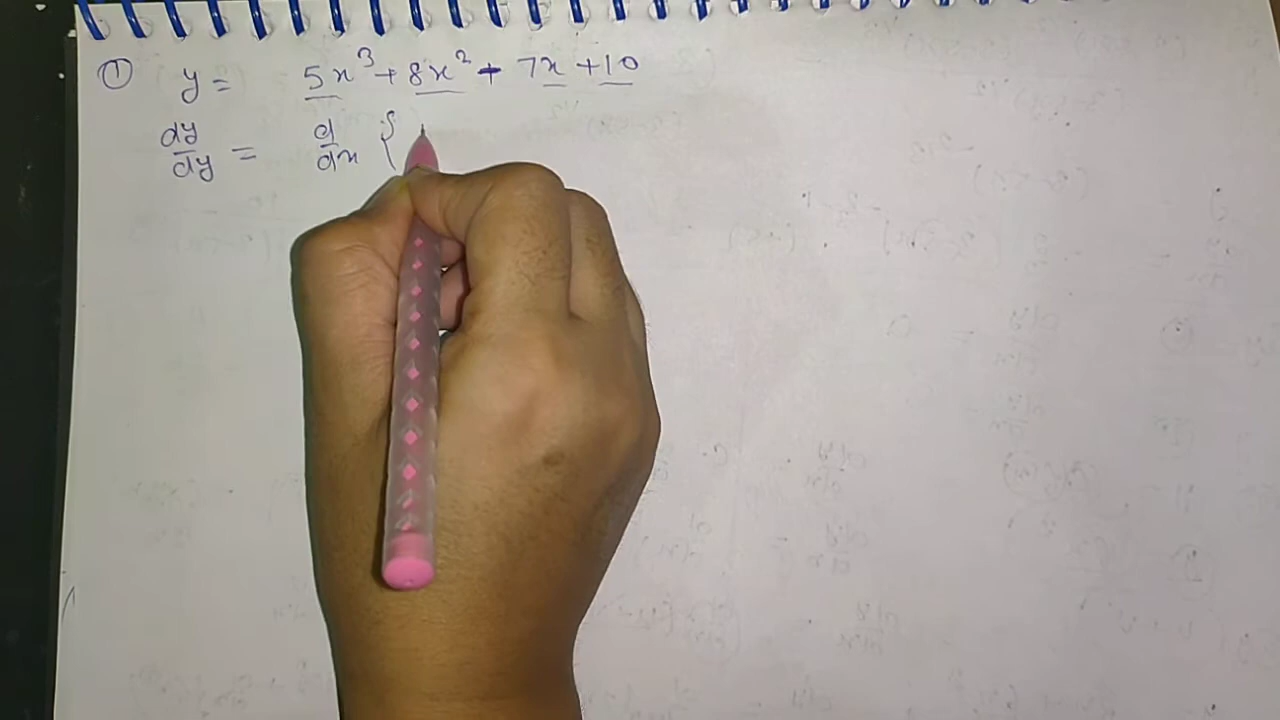 ① y = 5x³ + 8x² + 7x + 10
dy/dy = d/dx {